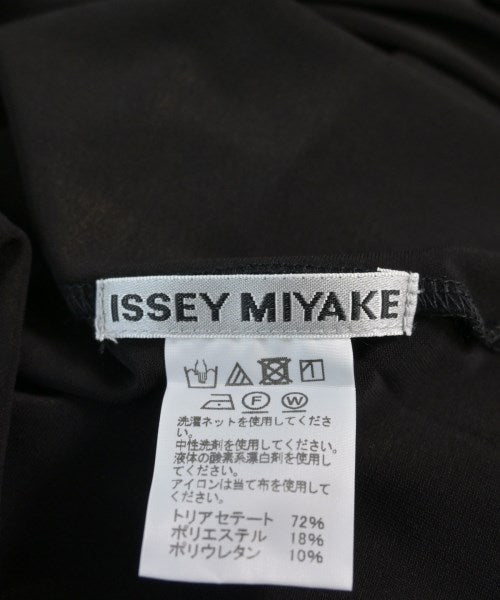 ISSEY MIYAKE
F W
洗濯ネットを使用してくださ
い。
中性洗剤を使用してください。
液体の酸素系漂白剤を使用し
てください。
アイロンは当て布を使用して
ください。
トリアセテート 72%
ポリエステル 18%
ポリウレタン 10%